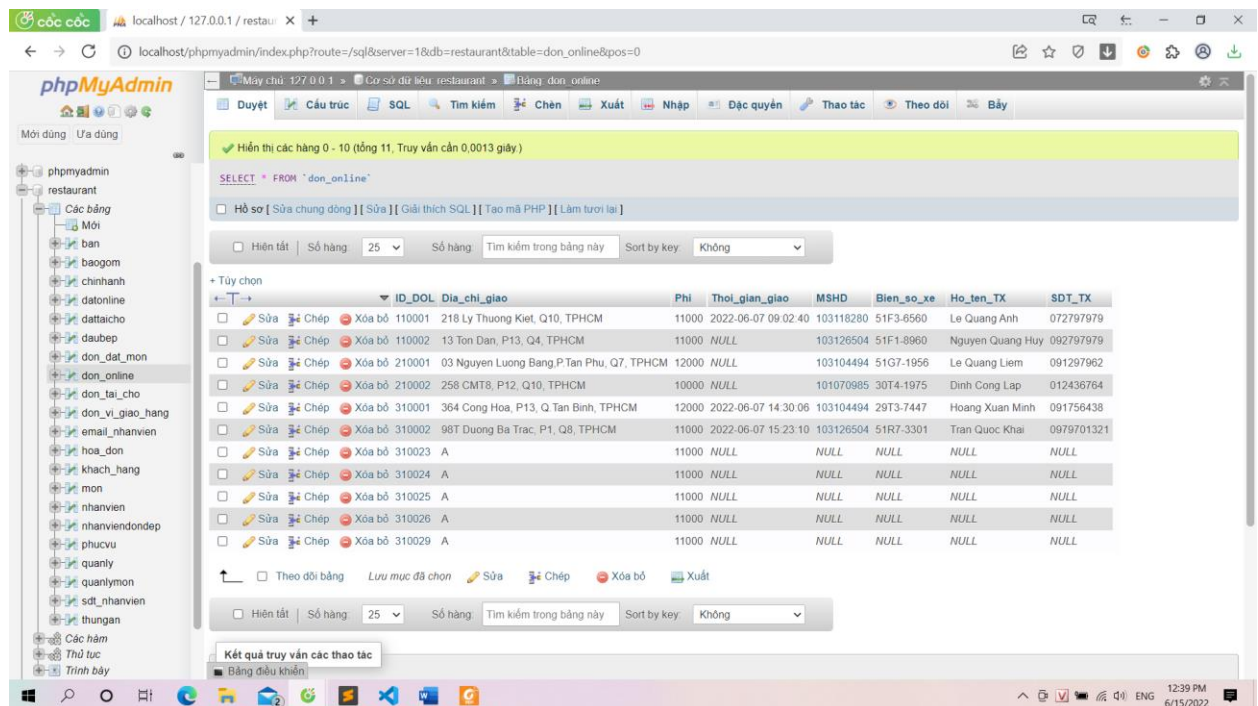 cốc cốc localhost / 127.0.0.1 / restau
localhost/phpmyadmin/index.php?route=/sql&server=1&db=restaurant&table=don_online&pos=0
phpMyAdmin
Mới dùng Ưa dùng
phpmyadmin
restaurant
Các bảng
Mới
ban
baogom
chinhanh
datonline
dattaicho
daubep
don_dat_mon
don_online
don_tai_cho
don_vi_giao_hang
email_nhanvien
hoa_don
khach_hang
mon
nhanvien
nhanviendondep
phucvu
quanly
quanlymon
sdt_nhanvien
thungan
Các hàm
Thủ tục
Trình bày
Máy chủ: 127.0.0.1 » Cơ sở dữ liệu: restaurant » Bảng: don_online
Duyệt Cấu trúc SQL Tìm kiếm Chèn Xuất Nhập Đặc quyền Thao tác Theo dõi Bẫy
Hiển thị các hàng 0 - 10 (tổng 11, Truy vấn cần 0,0013 giây.)
SELECT * FROM `don_online`
Hồ sơ [ Sửa chung dòng ] [ Sửa ] [ Giải thích SQL ] [ Tạo mã PHP ] [ Làm tươi lại ]
Hiện tất | Số hàng: 25 Số hàng: Tìm kiếm trong bảng này Sort by key: Không
+ Tùy chọn
←T→ ID_DOL Dia_chi_giao Phi Thoi_gian_giao MSHD Bien_so_xe Ho_ten_TX SDT_TX
Sửa Chép Xóa bỏ 110001 218 Ly Thuong Kiet, Q10, TPHCM 11000 2022-06-07 09:02:40 103118280 51F3-6560 Le Quang Anh 072797979
Sửa Chép Xóa bỏ 110002 13 Ton Dan, P13, Q4, TPHCM 11000 NULL 103126504 51F1-8960 Nguyen Quang Huy 092797979
Sửa Chép Xóa bỏ 210001 03 Nguyen Luong Bang,P.Tan Phu, Q7, TPHCM 12000 NULL 103104494 51G7-1956 Le Quang Liem 091297962
Sửa Chép Xóa bỏ 210002 258 CMT8, P12, Q10, TPHCM 10000 NULL 101070985 30T4-1975 Dinh Cong Lap 012436764
Sửa Chép Xóa bỏ 310001 364 Cong Hoa, P13, Q.Tan Binh, TPHCM 12000 2022-06-07 14:30:06 103104494 29T3-7447 Hoang Xuan Minh 091756438
Sửa Chép Xóa bỏ 310002 98T Duong Ba Trac, P1, Q8, TPHCM 11000 2022-06-07 15:23:10 103126504 51R7-3301 Tran Quoc Khai 0979701321
Sửa Chép Xóa bỏ 310023 A 11000 NULL NULL NULL NULL NULL
Sửa Chép Xóa bỏ 310024 A 11000 NULL NULL NULL NULL NULL
Sửa Chép Xóa bỏ 310025 A 11000 NULL NULL NULL NULL NULL
Sửa Chép Xóa bỏ 310026 A 11000 NULL NULL NULL NULL NULL
Sửa Chép Xóa bỏ 310029 A 11000 NULL NULL NULL NULL NULL
Theo dõi bảng Lưu mục đã chọn Sửa Chép Xóa bỏ Xuất
Hiện tất | Số hàng: 25 Số hàng: Tìm kiếm trong bảng này Sort by key: Không
Kết quả truy vấn các thao tác
Bảng điều khiển
ENG 12:39 PM
6/15/2022